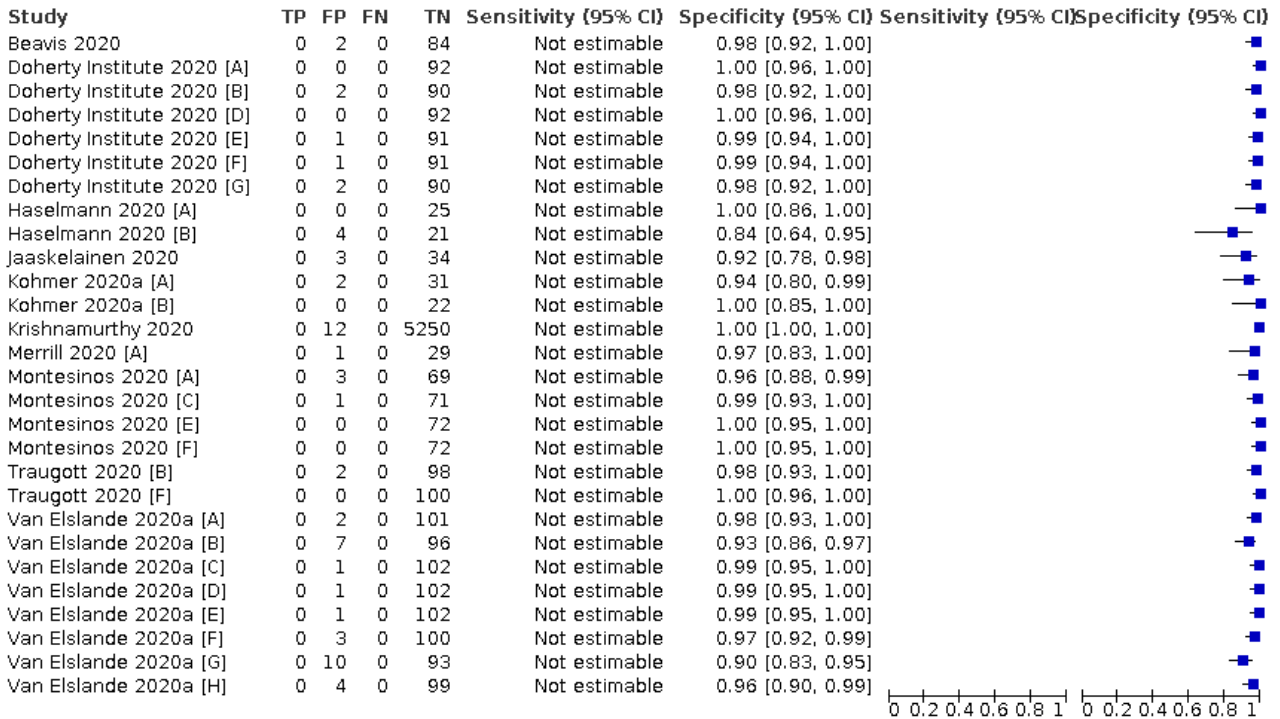 Study TP FP FN TN Sensitivity (95% CI) Specificity (95% CI) Sensitivity (95% CI) Specificity (95% CI)
Beavis 2020 0 2 0 84 Not estimable 0.98 [0.92, 1.00]
Doherty Institute 2020 [A] 0 0 0 92 Not estimable 1.00 [0.96, 1.00]
Doherty Institute 2020 [B] 0 2 0 90 Not estimable 0.98 [0.92, 1.00]
Doherty Institute 2020 [D] 0 0 0 92 Not estimable 1.00 [0.96, 1.00]
Doherty Institute 2020 [E] 0 1 0 91 Not estimable 0.99 [0.94, 1.00]
Doherty Institute 2020 [F] 0 1 0 91 Not estimable 0.99 [0.94, 1.00]
Doherty Institute 2020 [G] 0 2 0 90 Not estimable 0.98 [0.92, 1.00]
Haselmann 2020 [A] 0 0 0 25 Not estimable 1.00 [0.86, 1.00]
Haselmann 2020 [B] 0 4 0 21 Not estimable 0.84 [0.64, 0.95]
Jaaskelainen 2020 0 3 0 34 Not estimable 0.92 [0.78, 0.98]
Kohmer 2020a [A] 0 2 0 31 Not estimable 0.94 [0.80, 0.99]
Kohmer 2020a [B] 0 0 0 22 Not estimable 1.00 [0.85, 1.00]
Krishnamurthy 2020 0 12 0 5250 Not estimable 1.00 [1.00, 1.00]
Merrill 2020 [A] 0 1 0 29 Not estimable 0.97 [0.83, 1.00]
Montesinos 2020 [A] 0 3 0 69 Not estimable 0.96 [0.88, 0.99]
Montesinos 2020 [C] 0 1 0 71 Not estimable 0.99 [0.93, 1.00]
Montesinos 2020 [E] 0 0 0 72 Not estimable 1.00 [0.95, 1.00]
Montesinos 2020 [F] 0 0 0 72 Not estimable 1.00 [0.95, 1.00]
Traugott 2020 [B] 0 2 0 98 Not estimable 0.98 [0.93, 1.00]
Traugott 2020 [F] 0 0 0 100 Not estimable 1.00 [0.96, 1.00]
Van Elslande 2020a [A] 0 2 0 101 Not estimable 0.98 [0.93, 1.00]
Van Elslande 2020a [B] 0 7 0 96 Not estimable 0.93 [0.86, 0.97]
Van Elslande 2020a [C] 0 1 0 102 Not estimable 0.99 [0.95, 1.00]
Van Elslande 2020a [D] 0 1 0 102 Not estimable 0.99 [0.95, 1.00]
Van Elslande 2020a [E] 0 1 0 102 Not estimable 0.99 [0.95, 1.00]
Van Elslande 2020a [F] 0 3 0 100 Not estimable 0.97 [0.92, 0.99]
Van Elslande 2020a [G] 0 10 0 93 Not estimable 0.90 [0.83, 0.95]
Van Elslande 2020a [H] 0 4 0 99 Not estimable 0.96 [0.90, 0.99]
0 0.2 0.4 0.6 0.8 1 0 0.2 0.4 0.6 0.8 1